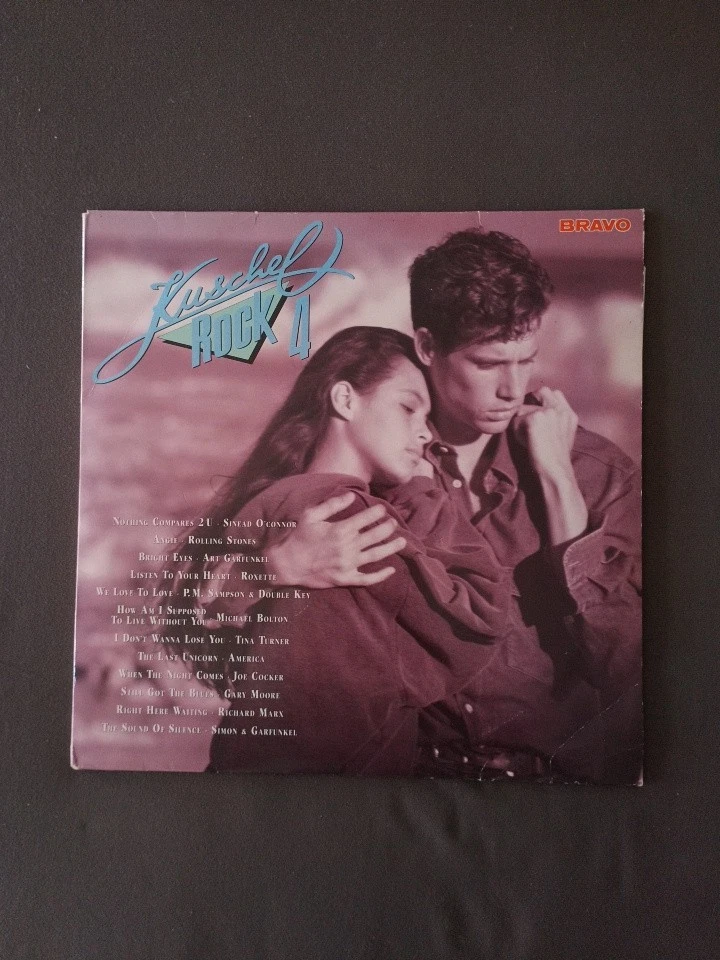 BRAVO
Kuschel
ROCK 4
NOTHING COMPARES 2 U · SINEAD O'CONNOR
ANGIE · ROLLING STONES
BRIGHT EYES · ART GARFUNKEL
LISTEN TO YOUR HEART · ROXETTE
WE LOVE TO LOVE · P.M. SAMPSON & DOUBLE KEY
HOW AM I SUPPOSED
TO LIVE WITHOUT YOU · MICHAEL BOLTON
I DON'T WANNA LOSE YOU · TINA TURNER
THE LAST UNICORN · AMERICA
WHEN THE NIGHT COMES · JOE COCKER
STILL GOT THE BLUES · GARY MOORE
RIGHT HERE WAITING · RICHARD MARX
THE SOUND OF SILENCE · SIMON & GARFUNKEL